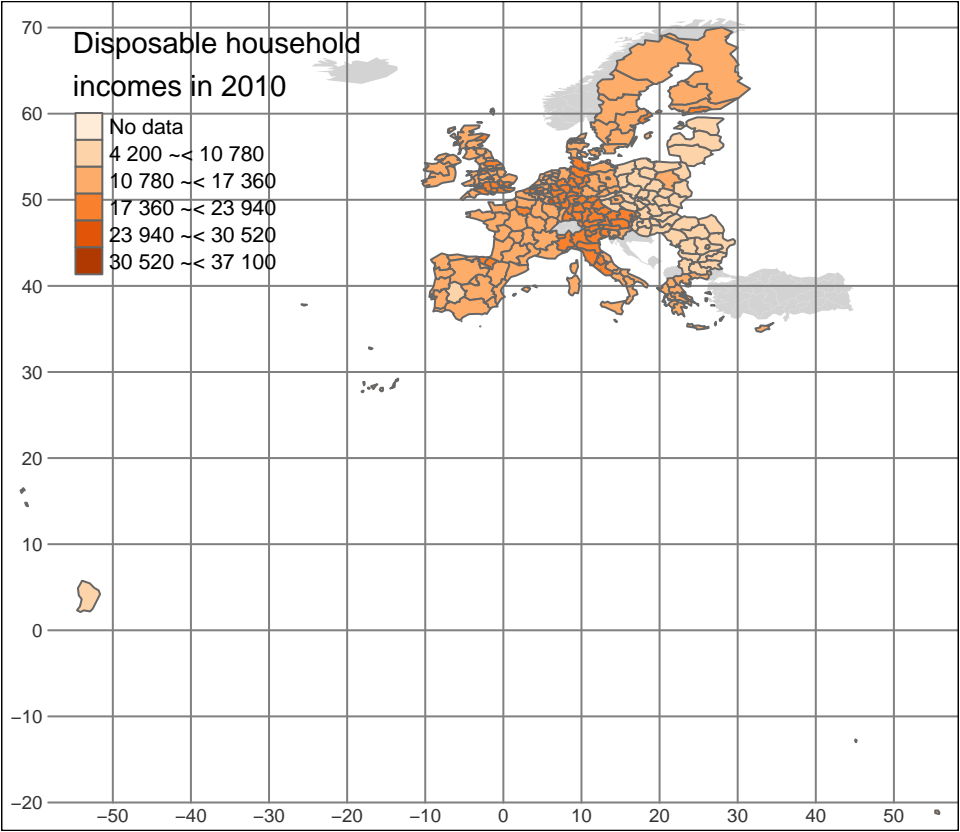 Disposable household
incomes in 2010
No data
4 200 ~< 10 780
10 780 ~< 17 360
17 360 ~< 23 940
23 940 ~< 30 520
30 520 ~< 37 100
70
60
50
40
30
20
10
0
−10
−20
−50 −40 −30 −20 −10 0 10 20 30 40 50